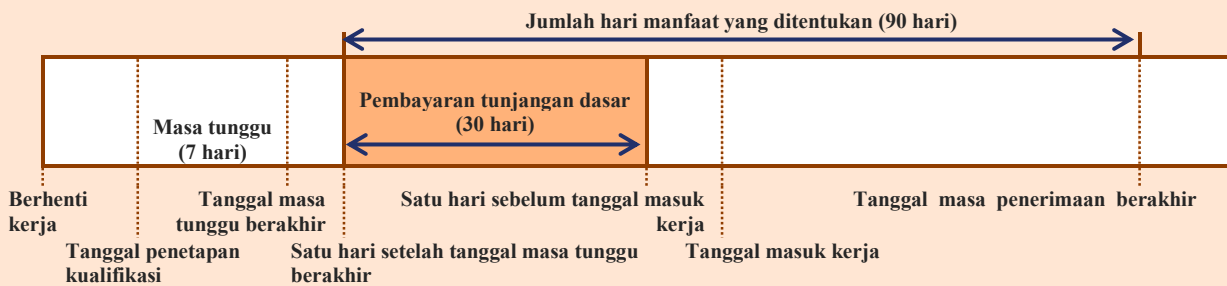 Jumlah hari manfaat yang ditentukan (90 hari)
Pembayaran tunjangan dasar
(30 hari)
Masa tunggu
(7 hari)
Berhenti
kerja
Tanggal penetapan
kualifikasi
Tanggal masa
tunggu berakhir
Satu hari setelah tanggal masa tunggu
berakhir
Satu hari sebelum tanggal masuk
kerja
Tanggal masuk kerja
Tanggal masa penerimaan berakhir